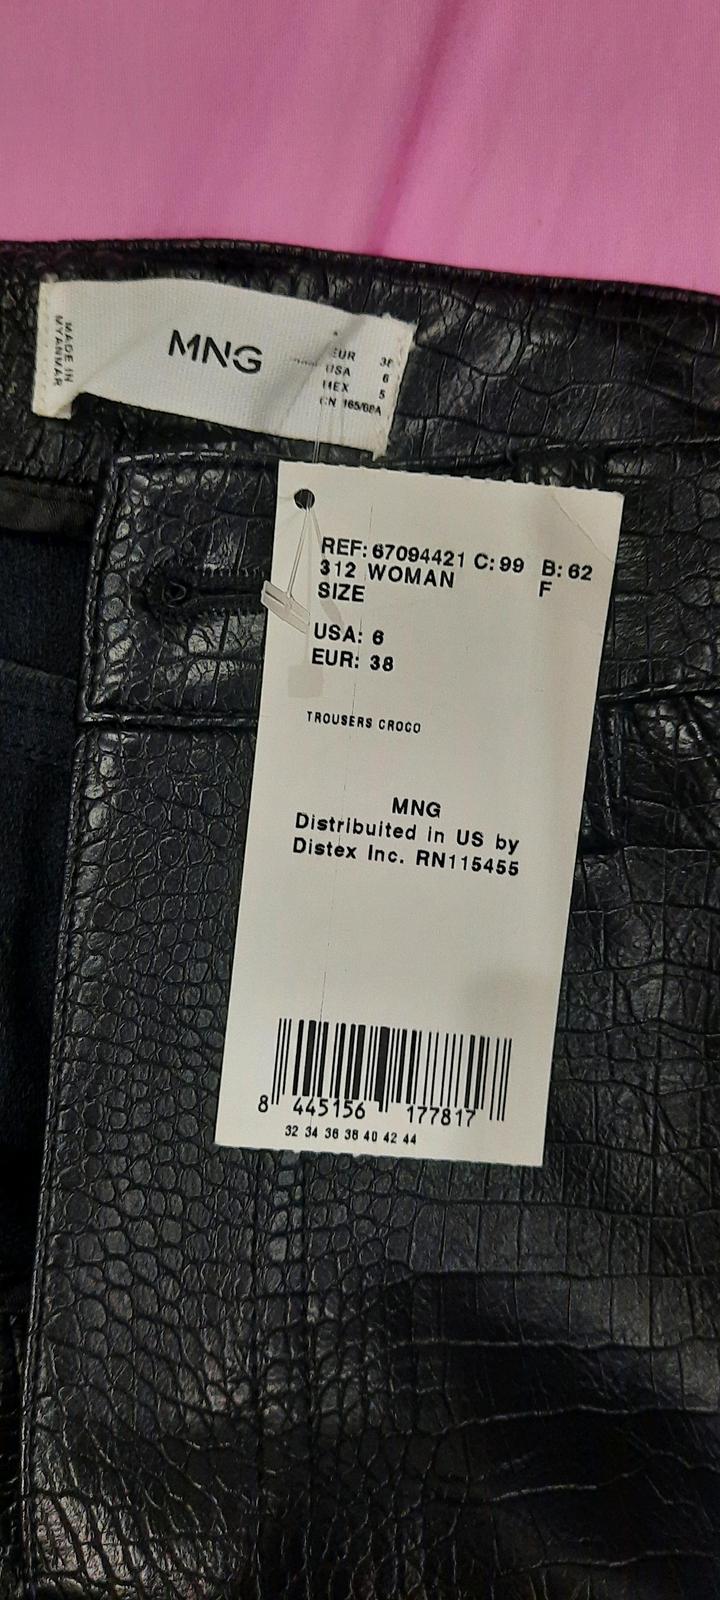 MADE IN
MYANMAR
MNG
EUR 38
USA 6
MEX 5
CN 165/68A
REF: 67094421 C: 99 B: 62
312 WOMAN F
SIZE
USA: 6
EUR: 38
TROUSERS CROCO
MNG
Distribuited in US by
Distex Inc. RN115455
8 445156 177817
32 34 36 38 40 42 44